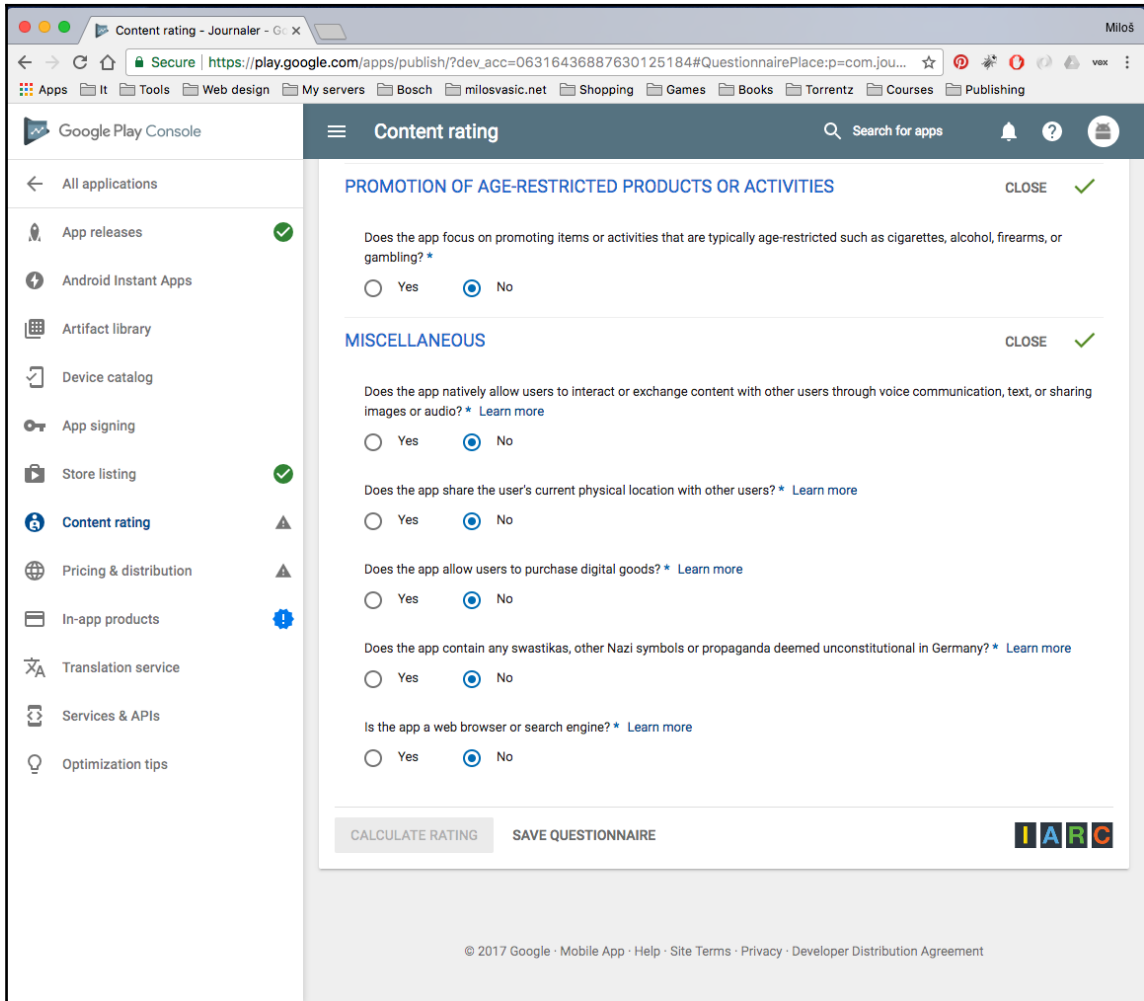 Content rating - Journaler - Go
Miloš
Secure | https://play.google.com/apps/publish/?dev_acc=06316436887630125184#QuestionnairePlace:p=com.jou...
vox
Apps It Tools Web design My servers Bosch milosvasic.net Shopping Games Books Torrentz Courses Publishing
Google Play Console
Content rating
Search for apps
All applications
App releases
Android Instant Apps
Artifact library
Device catalog
App signing
Store listing
Content rating
Pricing & distribution
In-app products
Translation service
Services & APIs
Optimization tips
PROMOTION OF AGE-RESTRICTED PRODUCTS OR ACTIVITIES CLOSE
Does the app focus on promoting items or activities that are typically age-restricted such as cigarettes, alcohol, firearms, or
gambling? *
Yes No
MISCELLANEOUS CLOSE
Does the app natively allow users to interact or exchange content with other users through voice communication, text, or sharing
images or audio? * Learn more
Yes No
Does the app share the user's current physical location with other users? * Learn more
Yes No
Does the app allow users to purchase digital goods? * Learn more
Yes No
Does the app contain any swastikas, other Nazi symbols or propaganda deemed unconstitutional in Germany? * Learn more
Yes No
Is the app a web browser or search engine? * Learn more
Yes No
CALCULATE RATING SAVE QUESTIONNAIRE IARC
© 2017 Google · Mobile App · Help · Site Terms · Privacy · Developer Distribution Agreement